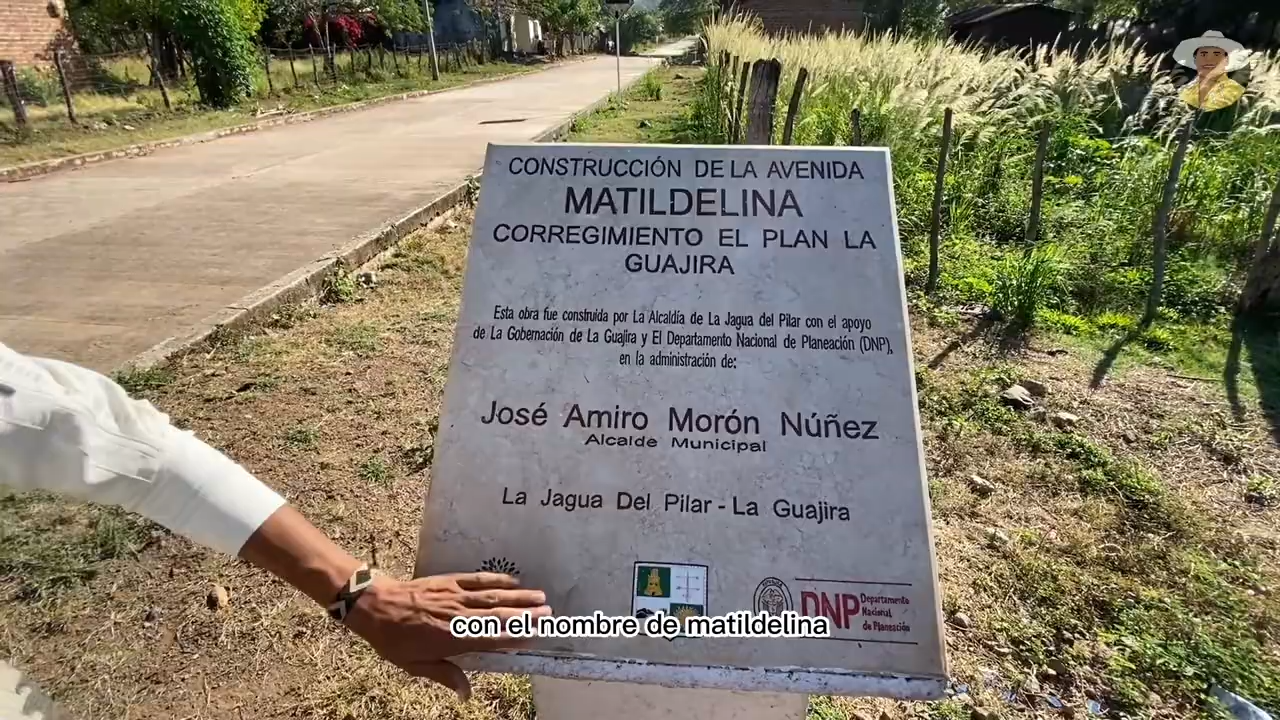 CONSTRUCCIÓN DE LA AVENIDA
MATILDELINA
CORREGIMIENTO EL PLAN LA
GUAJIRA
Esta obra fue construida por La Alcaldía de La Jagua del Pilar con el apoyo
de La Gobernación de La Guajira y El Departamento Nacional de Planeación (DNP),
en la administración de:
José Amiro Morón Núñez
Alcalde Municipal
La Jagua Del Pilar - La Guajira
DNP
Departamento
Nacional
de Planeación
con el nombre de matildelina